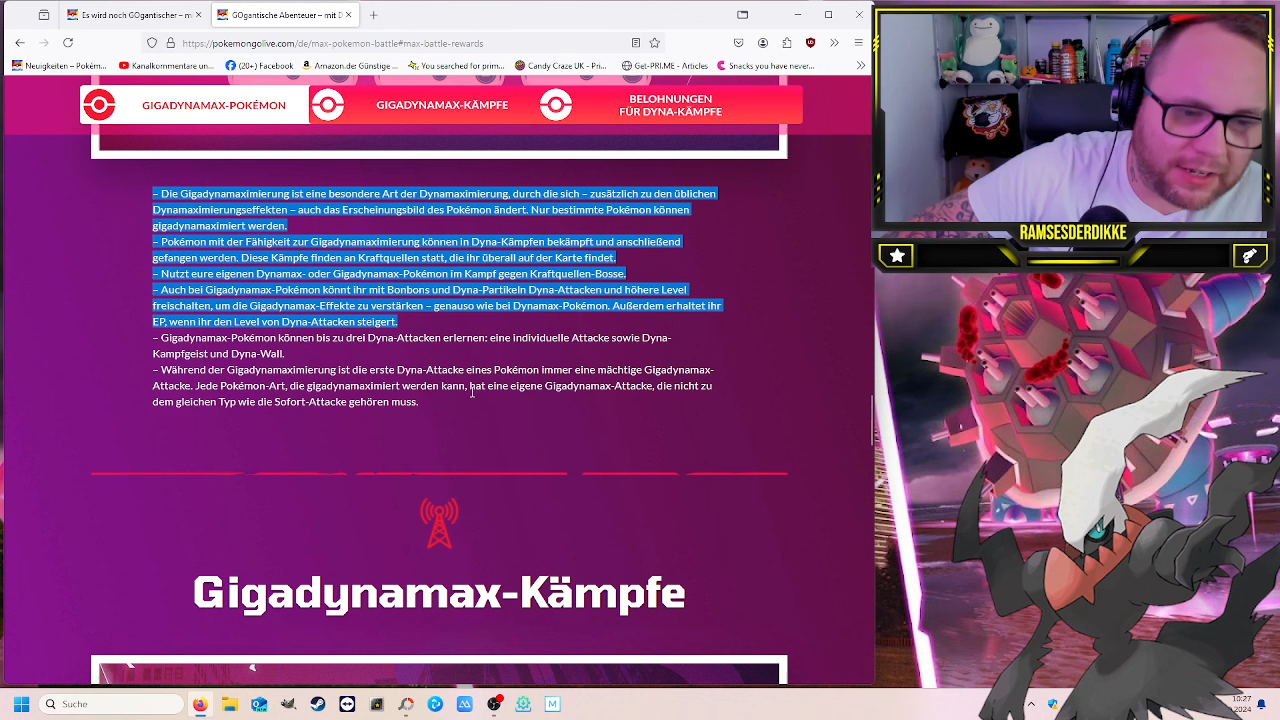 Es wird noch GOgantischer – m
GOgantische Abenteuer – mit D
https://pokemongolive.com/de/max-pokemon-battle#max-battle-rewards
Neuigkeiten – Pokém...
Kanalkommentare un...
(20+) Facebook
Amazon.de Günstige...
You searched for prim...
Candy Craze UK - Pri...
Get-PRI.ME - Articles
Snacks you have never...
GIGADYNAMAX-POKÉMON
GIGADYNAMAX-KÄMPFE
BELOHNUNGEN
FÜR DYNA-KÄMPFE
– Die Gigadynamaximierung ist eine besondere Art der Dynamaximierung, durch die sich – zusätzlich zu den üblichen
Dynamaximierungseffekten – auch das Erscheinungsbild des Pokémon ändert. Nur bestimmte Pokémon können
gigadynamaximiert werden.
– Pokémon mit der Fähigkeit zur Gigadynamaximierung können in Dyna-Kämpfen bekämpft und anschließend
gefangen werden. Diese Kämpfe finden an Kraftquellen statt, die ihr überall auf der Karte findet.
– Nutzt eure eigenen Dynamax- oder Gigadynamax-Pokémon im Kampf gegen Kraftquellen-Bosse.
– Auch bei Gigadynamax-Pokémon könnt ihr mit Bonbons und Dyna-Partikeln Dyna-Attacken und höhere Level
freischalten, um die Gigadynamax-Effekte zu verstärken – genauso wie bei Dynamax-Pokémon. Außerdem erhaltet ihr
EP, wenn ihr den Level von Dyna-Attacken steigert.
– Gigadynamax-Pokémon können bis zu drei Dyna-Attacken erlernen: eine individuelle Attacke sowie Dyna-
Kampfgeist und Dyna-Wall.
– Während der Gigadynamaximierung ist die erste Dyna-Attacke eines Pokémon immer eine mächtige Gigadynamax-
Attacke. Jede Pokémon-Art, die gigadynamaximiert werden kann, hat eine eigene Gigadynamax-Attacke, die nicht zu
dem gleichen Typ wie die Sofort-Attacke gehören muss.
Gigadynamax-Kämpfe
RAMSESDERDIKKE
Suche
10:27
2024